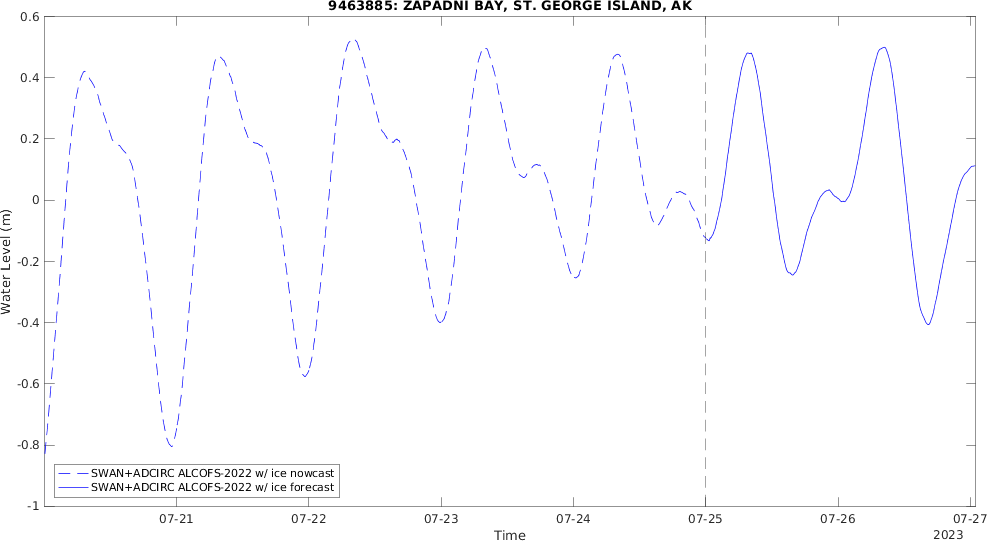 9463885: ZAPADNI BAY, ST. GEORGE ISLAND, AK
0.6
0.4
0.2
0
-0.2
-0.4
-0.6
-0.8
-1
Water Level (m)
SWAN+ADCIRC ALCOFS-2022 w/ ice nowcast
SWAN+ADCIRC ALCOFS-2022 w/ ice forecast
07-21 07-22 07-23 07-24 07-25 07-26 07-27
Time
2023